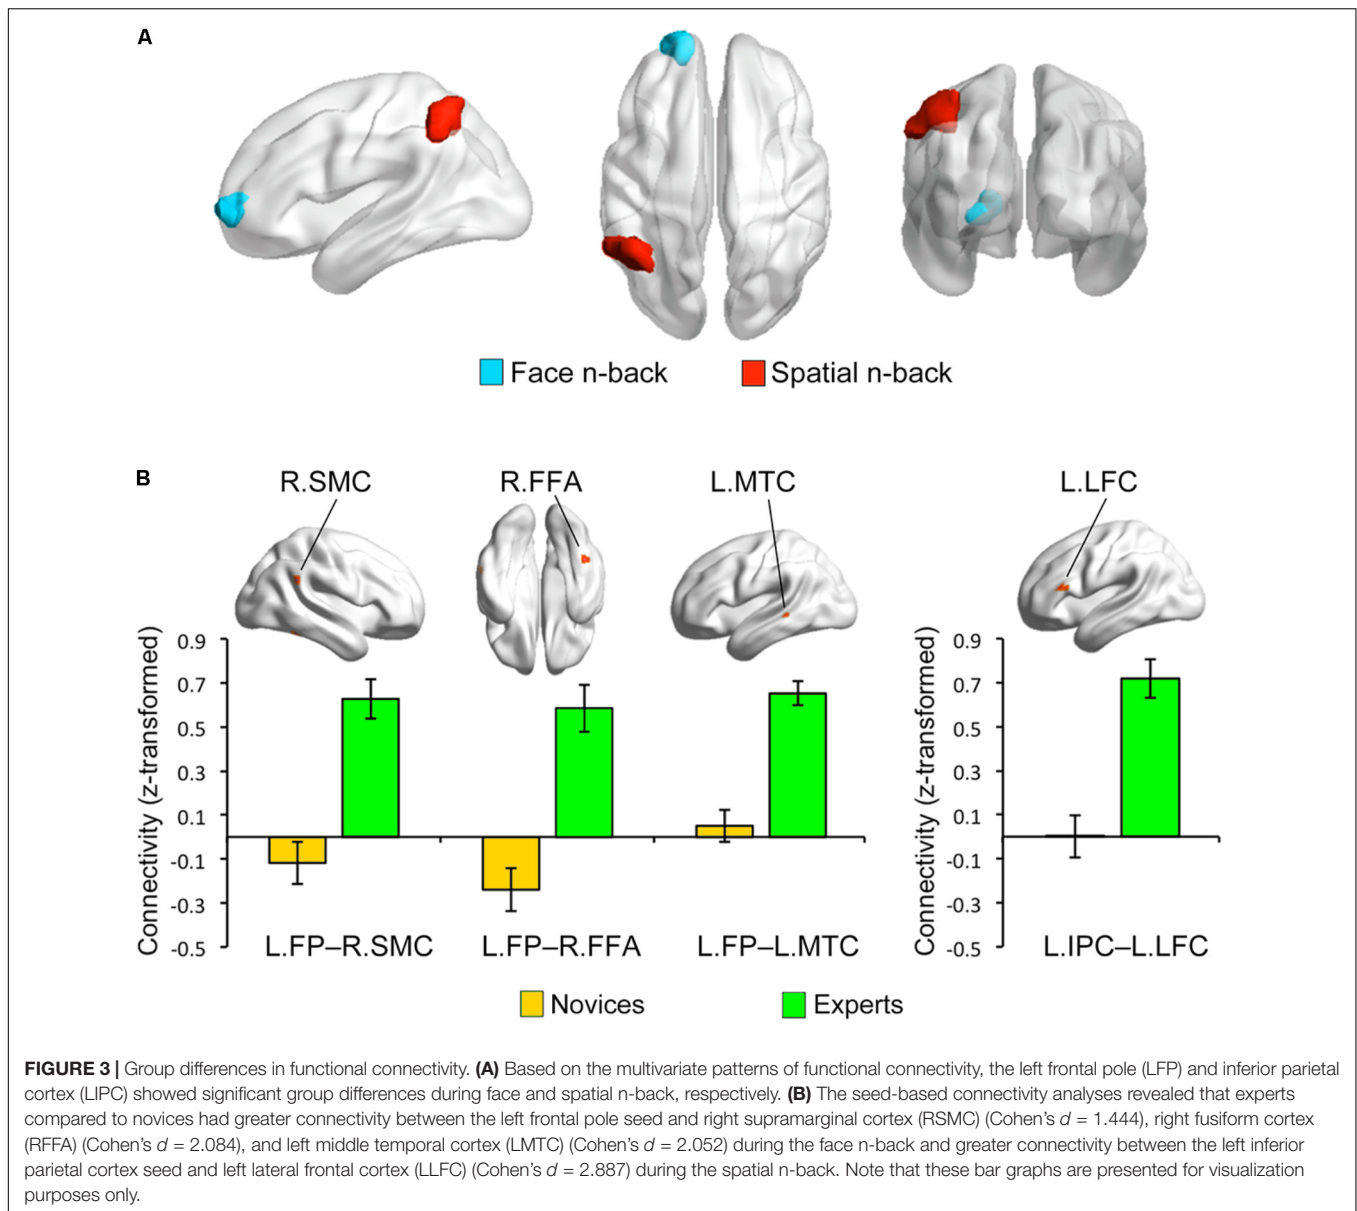 A
Face n-back
Spatial n-back
B
R.SMC
R.FFA
L.MTC
L.LFC
Connectivity (z-transformed)
0.9
0.7
0.5
0.3
0.1
-0.1
-0.3
-0.5
L.FP–R.SMC
L.FP–R.FFA
L.FP–L.MTC
Connectivity (z-transformed)
0.9
0.7
0.5
0.3
0.1
-0.1
-0.3
-0.5
L.IPC–L.LFC
Novices
Experts
FIGURE 3 | Group differences in functional connectivity. (A) Based on the multivariate patterns of functional connectivity, the left frontal pole (LFP) and inferior parietal
cortex (LIPC) showed significant group differences during face and spatial n-back, respectively. (B) The seed-based connectivity analyses revealed that experts
compared to novices had greater connectivity between the left frontal pole seed and right supramarginal cortex (RSMC) (Cohen's d = 1.444), right fusiform cortex
(RFFA) (Cohen's d = 2.084), and left middle temporal cortex (LMTC) (Cohen's d = 2.052) during the face n-back and greater connectivity between the left inferior
parietal cortex seed and left lateral frontal cortex (LLFC) (Cohen's d = 2.887) during the spatial n-back. Note that these bar graphs are presented for visualization
purposes only.